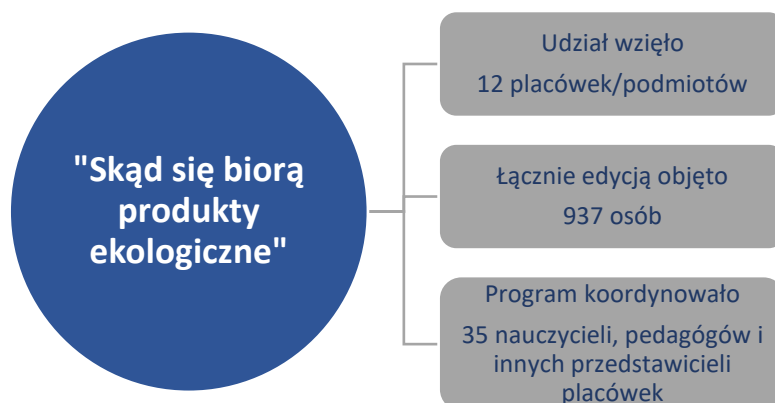 "Skąd się biorą
produkty
ekologiczne"
Udział wzięło
12 placówek/podmiotów
Łącznie edycją objęto
937 osób
Program koordynowało
35 nauczycieli, pedagógów i
innych przedstawicieli
placówek